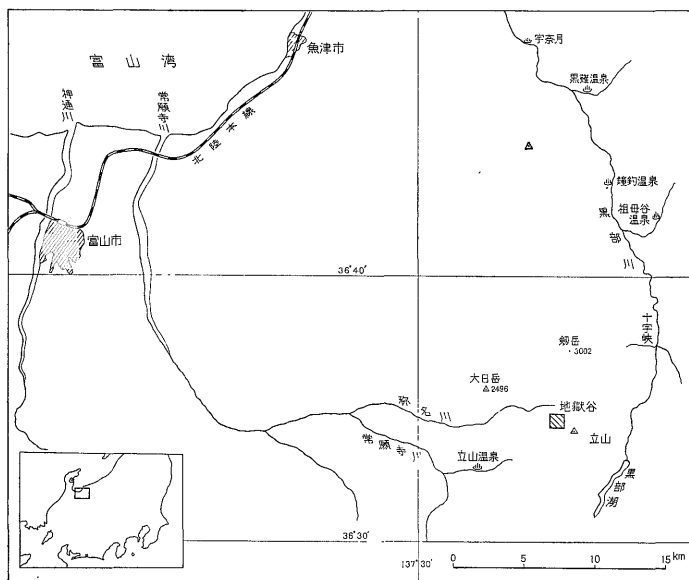 富山湾
魚津市
神通川
常願寺川
北陸本線
富山市
宇奈月
黒薙温泉
鐘釣温泉
祖母谷
温泉
黒部川
36°40'
十字峡
剱岳
3002
大日岳
2496
地獄谷
立山
弥名川
常願寺川
立山温泉
黒部湖
36°30'
137°30'
0 5 10 15 km